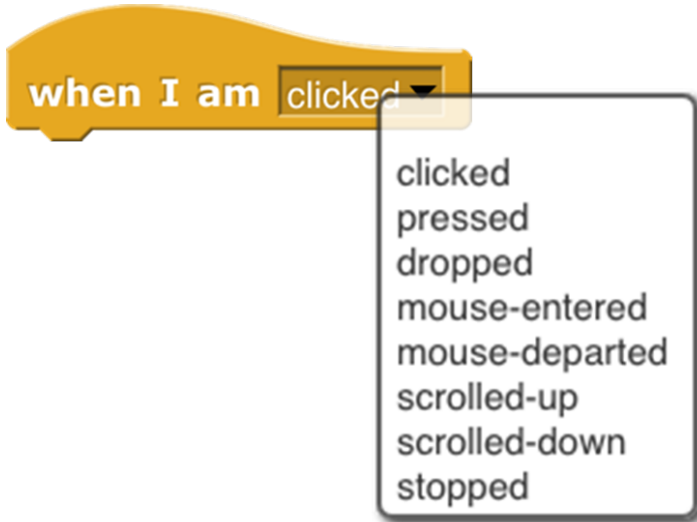 when I am clicked
clicked
pressed
dropped
mouse-entered
mouse-departed
scrolled-up
scrolled-down
stopped